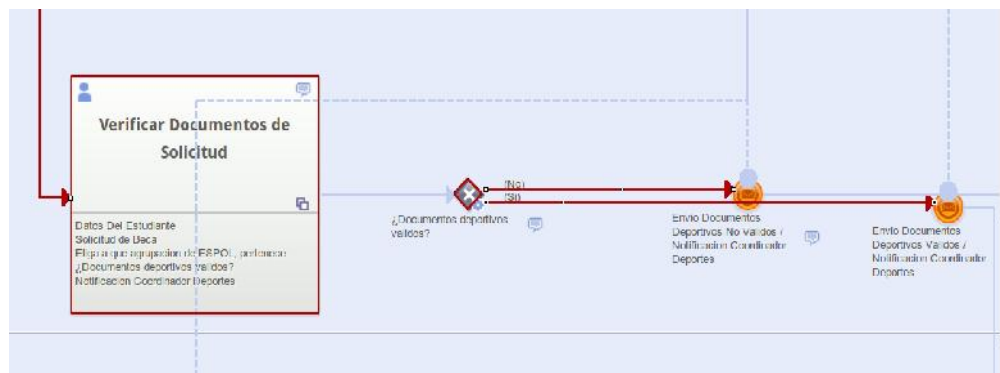 Verificar Documentos de
Solicitud
Datos Del Estudiante
Solicitud de Beca
Eliga a que agrupacion de ESPOL, pertenece
¿Documentos deportivos validos?
Notificacion Coordinador Deportes
(No)
(Si)
¿Documentos deportivos
validos?
Envio Documentos
Deportivos No Validos /
Notificacion Coordinador
Deportes
Envio Documentos
Deportivos Validos /
Notificacion Coordinador
Deportes